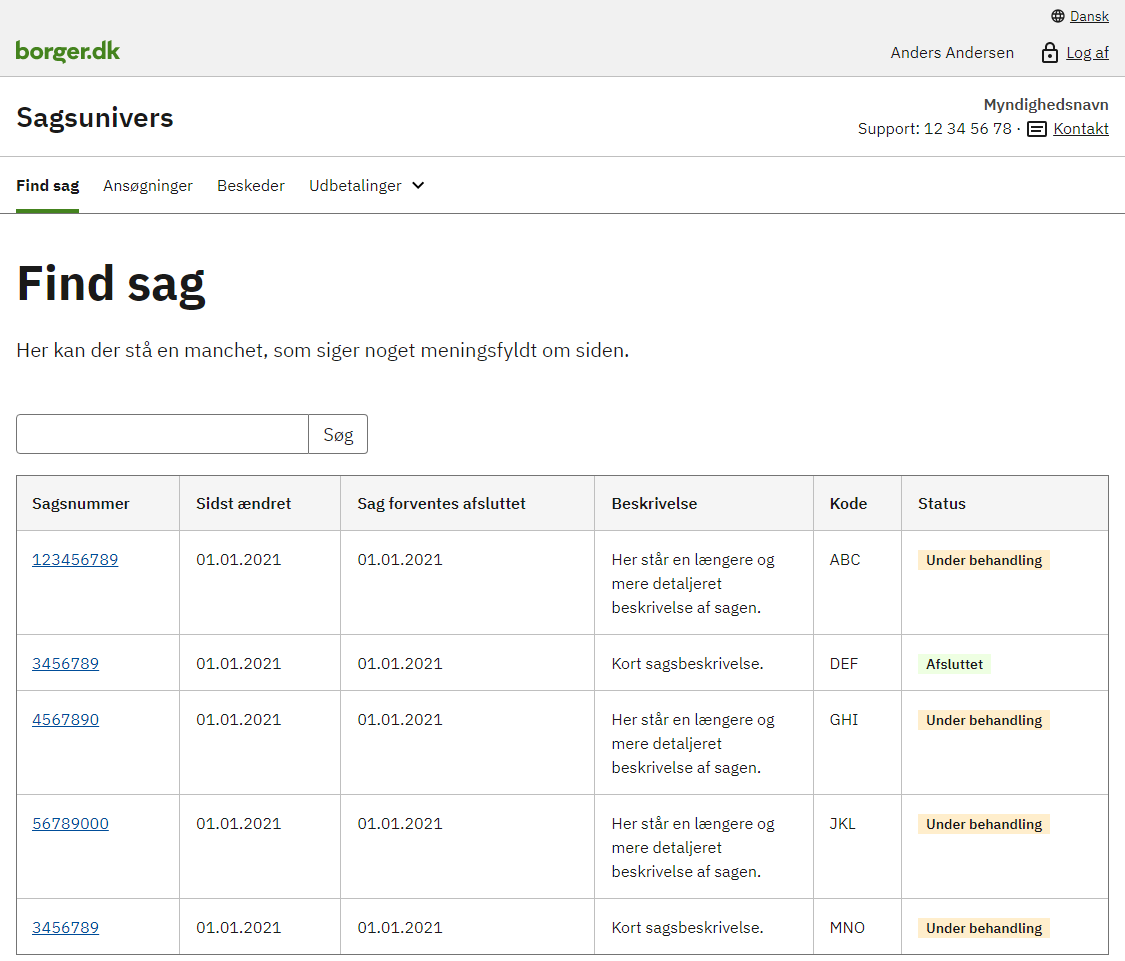 Dansk
borger.dk
Anders Andersen Log af
Sagsunivers
Myndighedsnavn
Support: 12 34 56 78 · Kontakt
Find sag Ansøgninger Beskeder Udbetalinger
Find sag
Her kan der stå en manchet, som siger noget meningsfyldt om siden.
Søg
Sagsnummer Sidst ændret Sag forventes afsluttet Beskrivelse Kode Status
123456789 01.01.2021 01.01.2021 Her står en længere og ABC Under behandling
mere detaljeret
beskrivelse af sagen.
3456789 01.01.2021 01.01.2021 Kort sagsbeskrivelse. DEF Afsluttet
4567890 01.01.2021 01.01.2021 Her står en længere og GHI Under behandling
mere detaljeret
beskrivelse af sagen.
56789000 01.01.2021 01.01.2021 Her står en længere og JKL Under behandling
mere detaljeret
beskrivelse af sagen.
3456789 01.01.2021 01.01.2021 Kort sagsbeskrivelse. MNO Under behandling